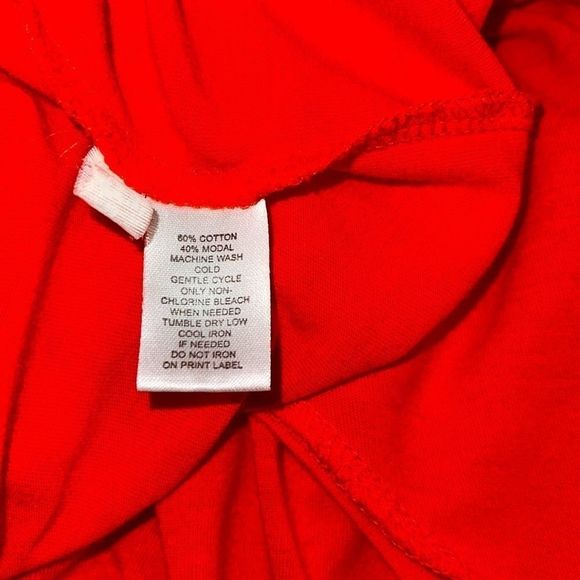 60% COTTON
40% MODAL
MACHINE WASH
COLD
GENTLE CYCLE
ONLY NON-
CHLORINE BLEACH
WHEN NEEDED
TUMBLE DRY LOW
COOL IRON
IF NEEDED
DO NOT IRON
ON PRINT LABEL